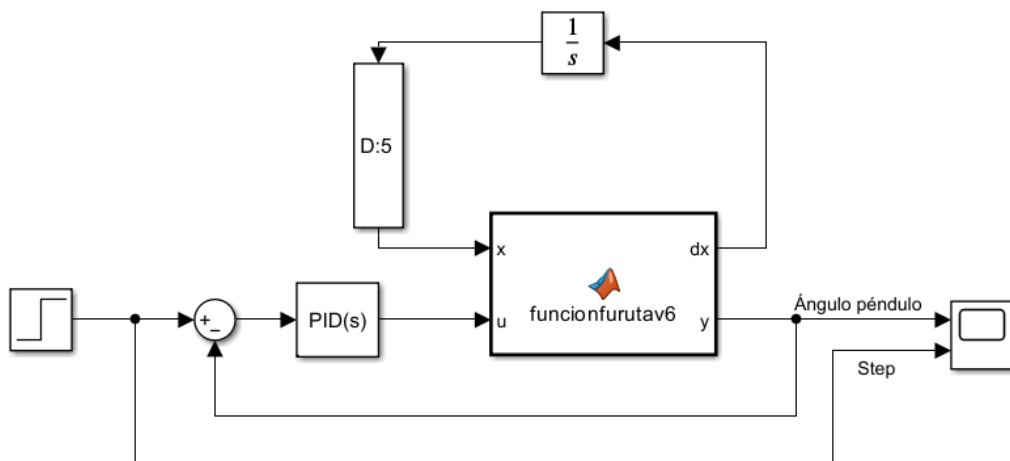 1
s
D:5
x
dx
funcionfurutav6
u
y
+
−
PID(s)
Ángulo péndulo
Step